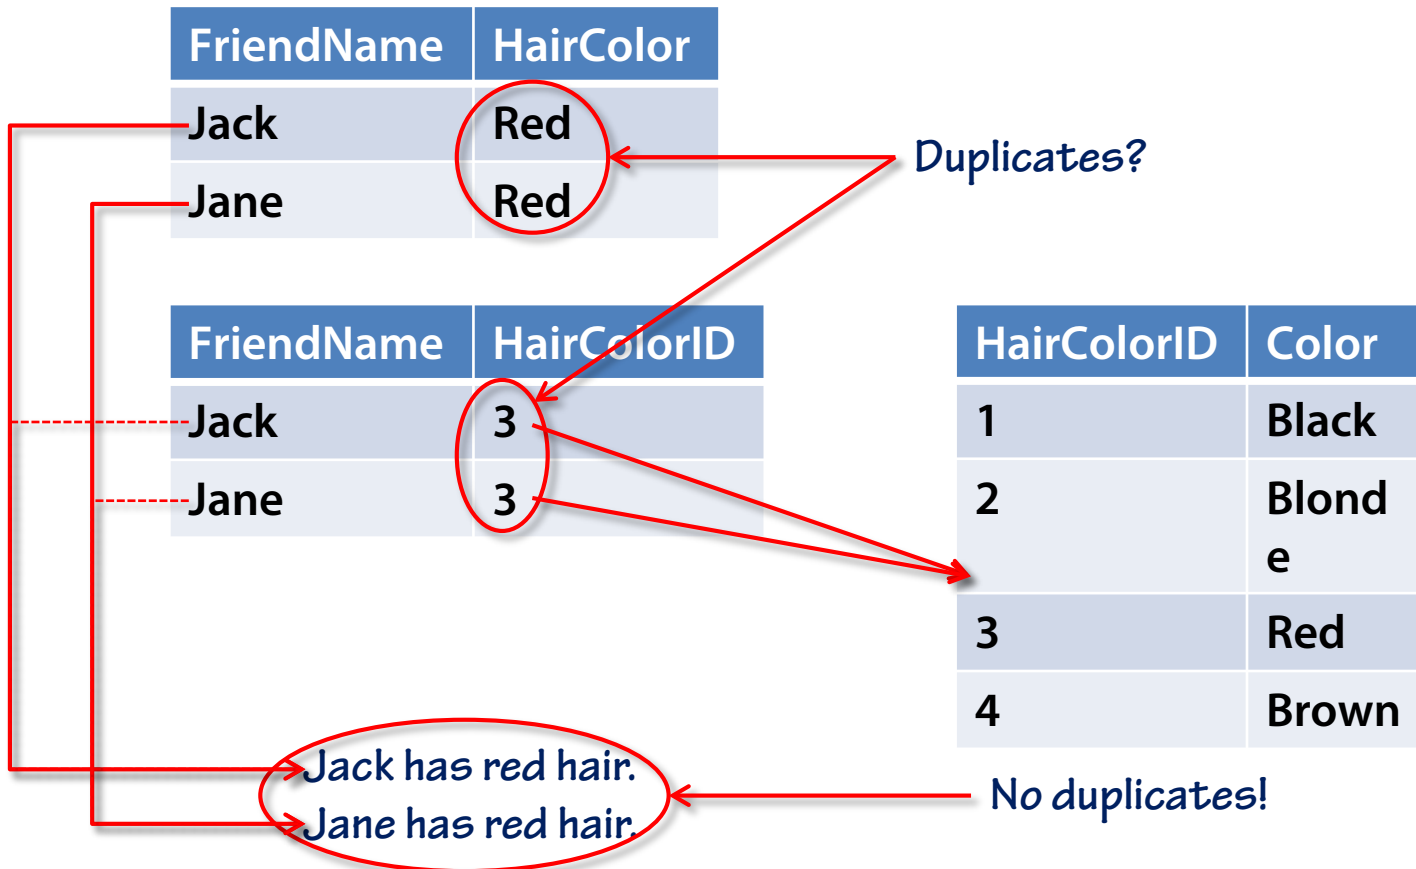 FriendName HairColor
Jack Red
Jane Red
Duplicates?
FriendName HairColorID
Jack 3
Jane 3
HairColorID Color
1 Black
2 Blond
e
3 Red
4 Brown
Jack has red hair.
Jane has red hair.
No duplicates!